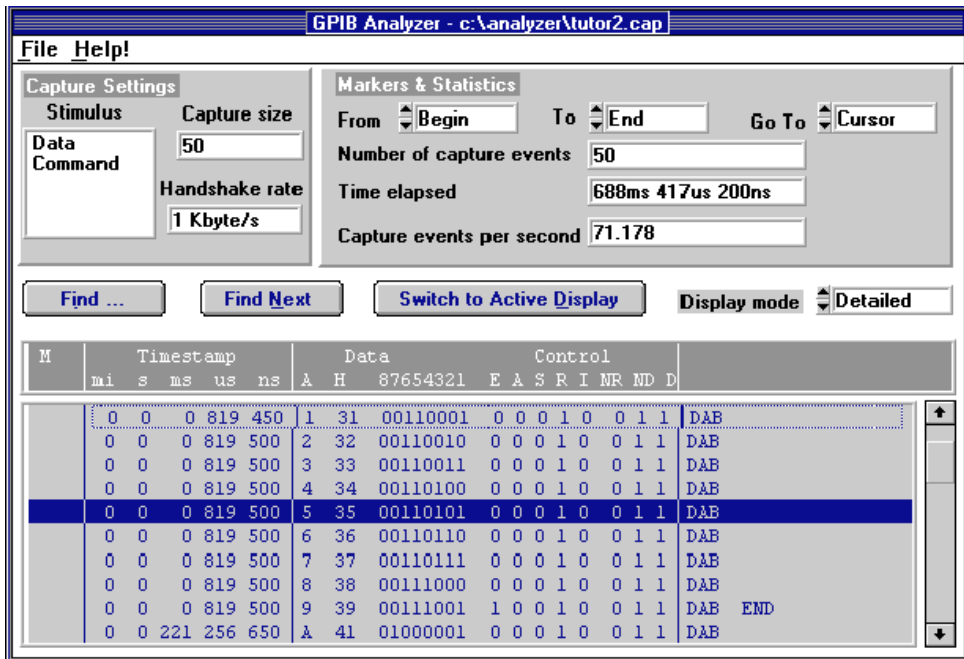 GPIB Analyzer - c:\analyzer\tutor2.cap
File Help!
Capture Settings
Stimulus
Data
Command
Capture size
50
Handshake rate
1 Kbyte/s
Markers & Statistics
From Begin To End Go To Cursor
Number of capture events 50
Time elapsed 688ms 417us 200ns
Capture events per second 71.178
Find ... Find Next Switch to Active Display Display mode Detailed
M Timestamp Data Control
mi s ms us ns A H 87654321 E A S R I NR ND D
0 0 0 819 450 1 31 00110001 0 0 0 1 0 0 1 1 DAB
0 0 0 819 500 2 32 00110010 0 0 0 1 0 0 1 1 DAB
0 0 0 819 500 3 33 00110011 0 0 0 1 0 0 1 1 DAB
0 0 0 819 500 4 34 00110100 0 0 0 1 0 0 1 1 DAB
0 0 0 819 500 5 35 00110101 0 0 0 1 0 0 1 1 DAB
0 0 0 819 500 6 36 00110110 0 0 0 1 0 0 1 1 DAB
0 0 0 819 500 7 37 00110111 0 0 0 1 0 0 1 1 DAB
0 0 0 819 500 8 38 00111000 0 0 0 1 0 0 1 1 DAB
0 0 0 819 500 9 39 00111001 1 0 0 1 0 0 1 1 DAB END
0 0 221 256 650 A 41 01000001 0 0 0 1 0 0 1 1 DAB